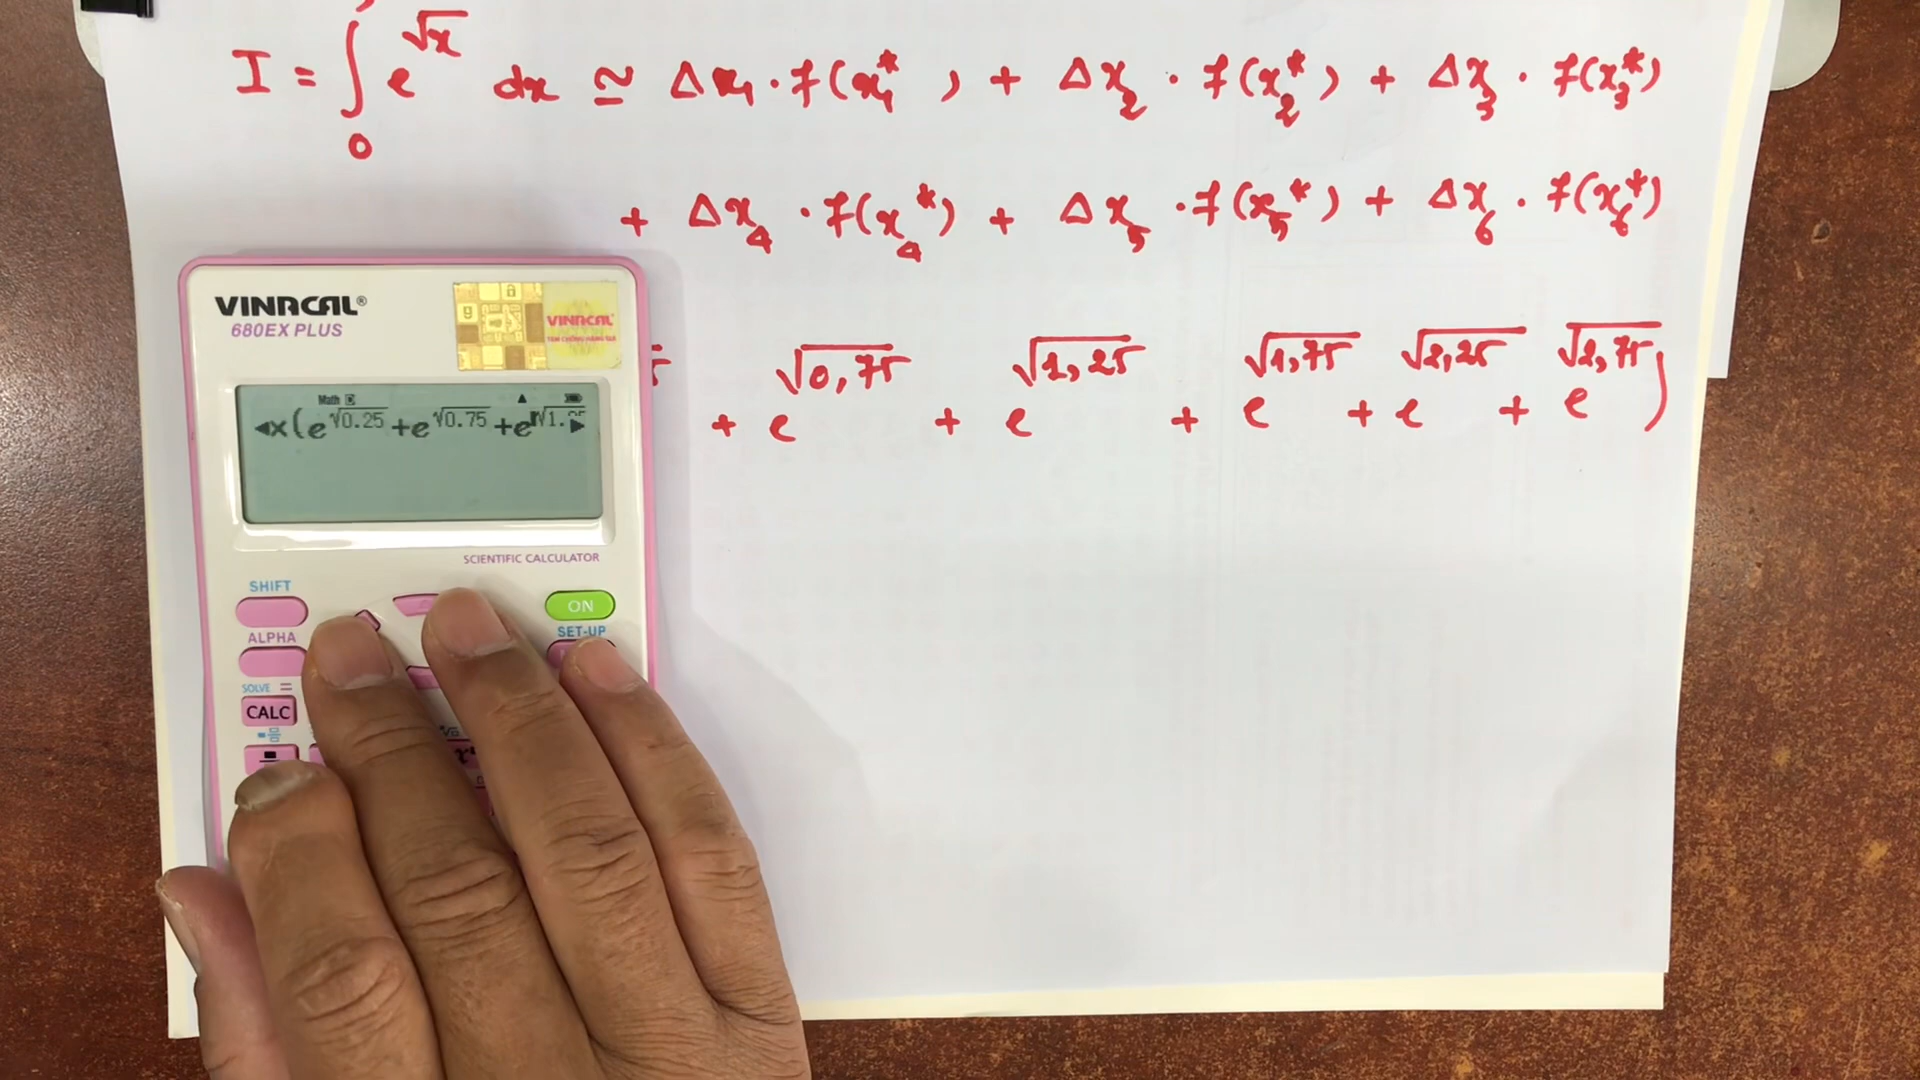 I = ∫₀ e^√x dx ≃ Δx₁ · f(x₁*) + Δx₂ · f(x₂*) + Δx₃ · f(x₃*)
+ Δx₄ · f(x₄*) + Δx₅ · f(x₅*) + Δx₆ · f(x₆*)
+ e^√0,75 + e^√1,25 + e^√1,75 + e^√2,25 + e^√2,75)
VINACAL®
680EX PLUS
VINACAL
Math D
◀×(e^√0.25+e^√0.75+e^√1.▶
SCIENTIFIC CALCULATOR
SHIFT
ON
ALPHA
SET-UP
SOLVE =
CALC